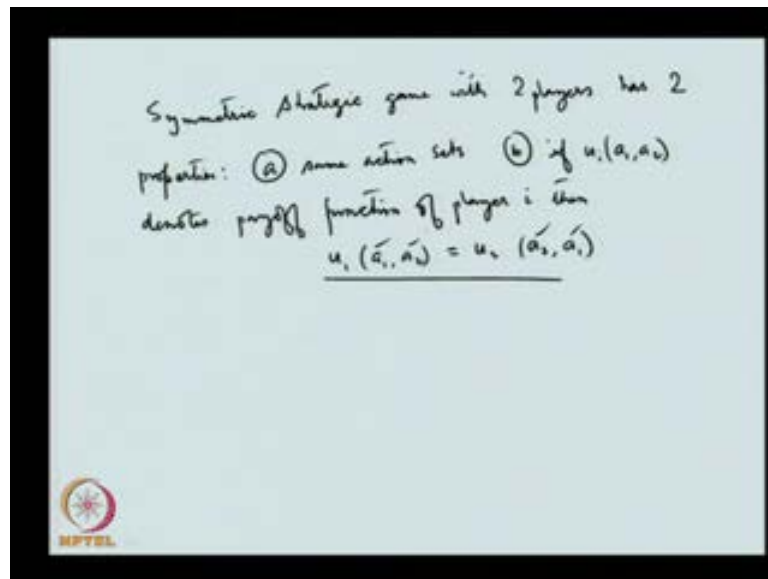 Symmetric strategic game with 2 players has 2
properties: (a) same action sets (b) if uᵢ(a₁, a₂)
denotes payoff function of player i then
u₁ (a₁′, a₂′) = u₂ (a₂′, a₁′)
NPTEL